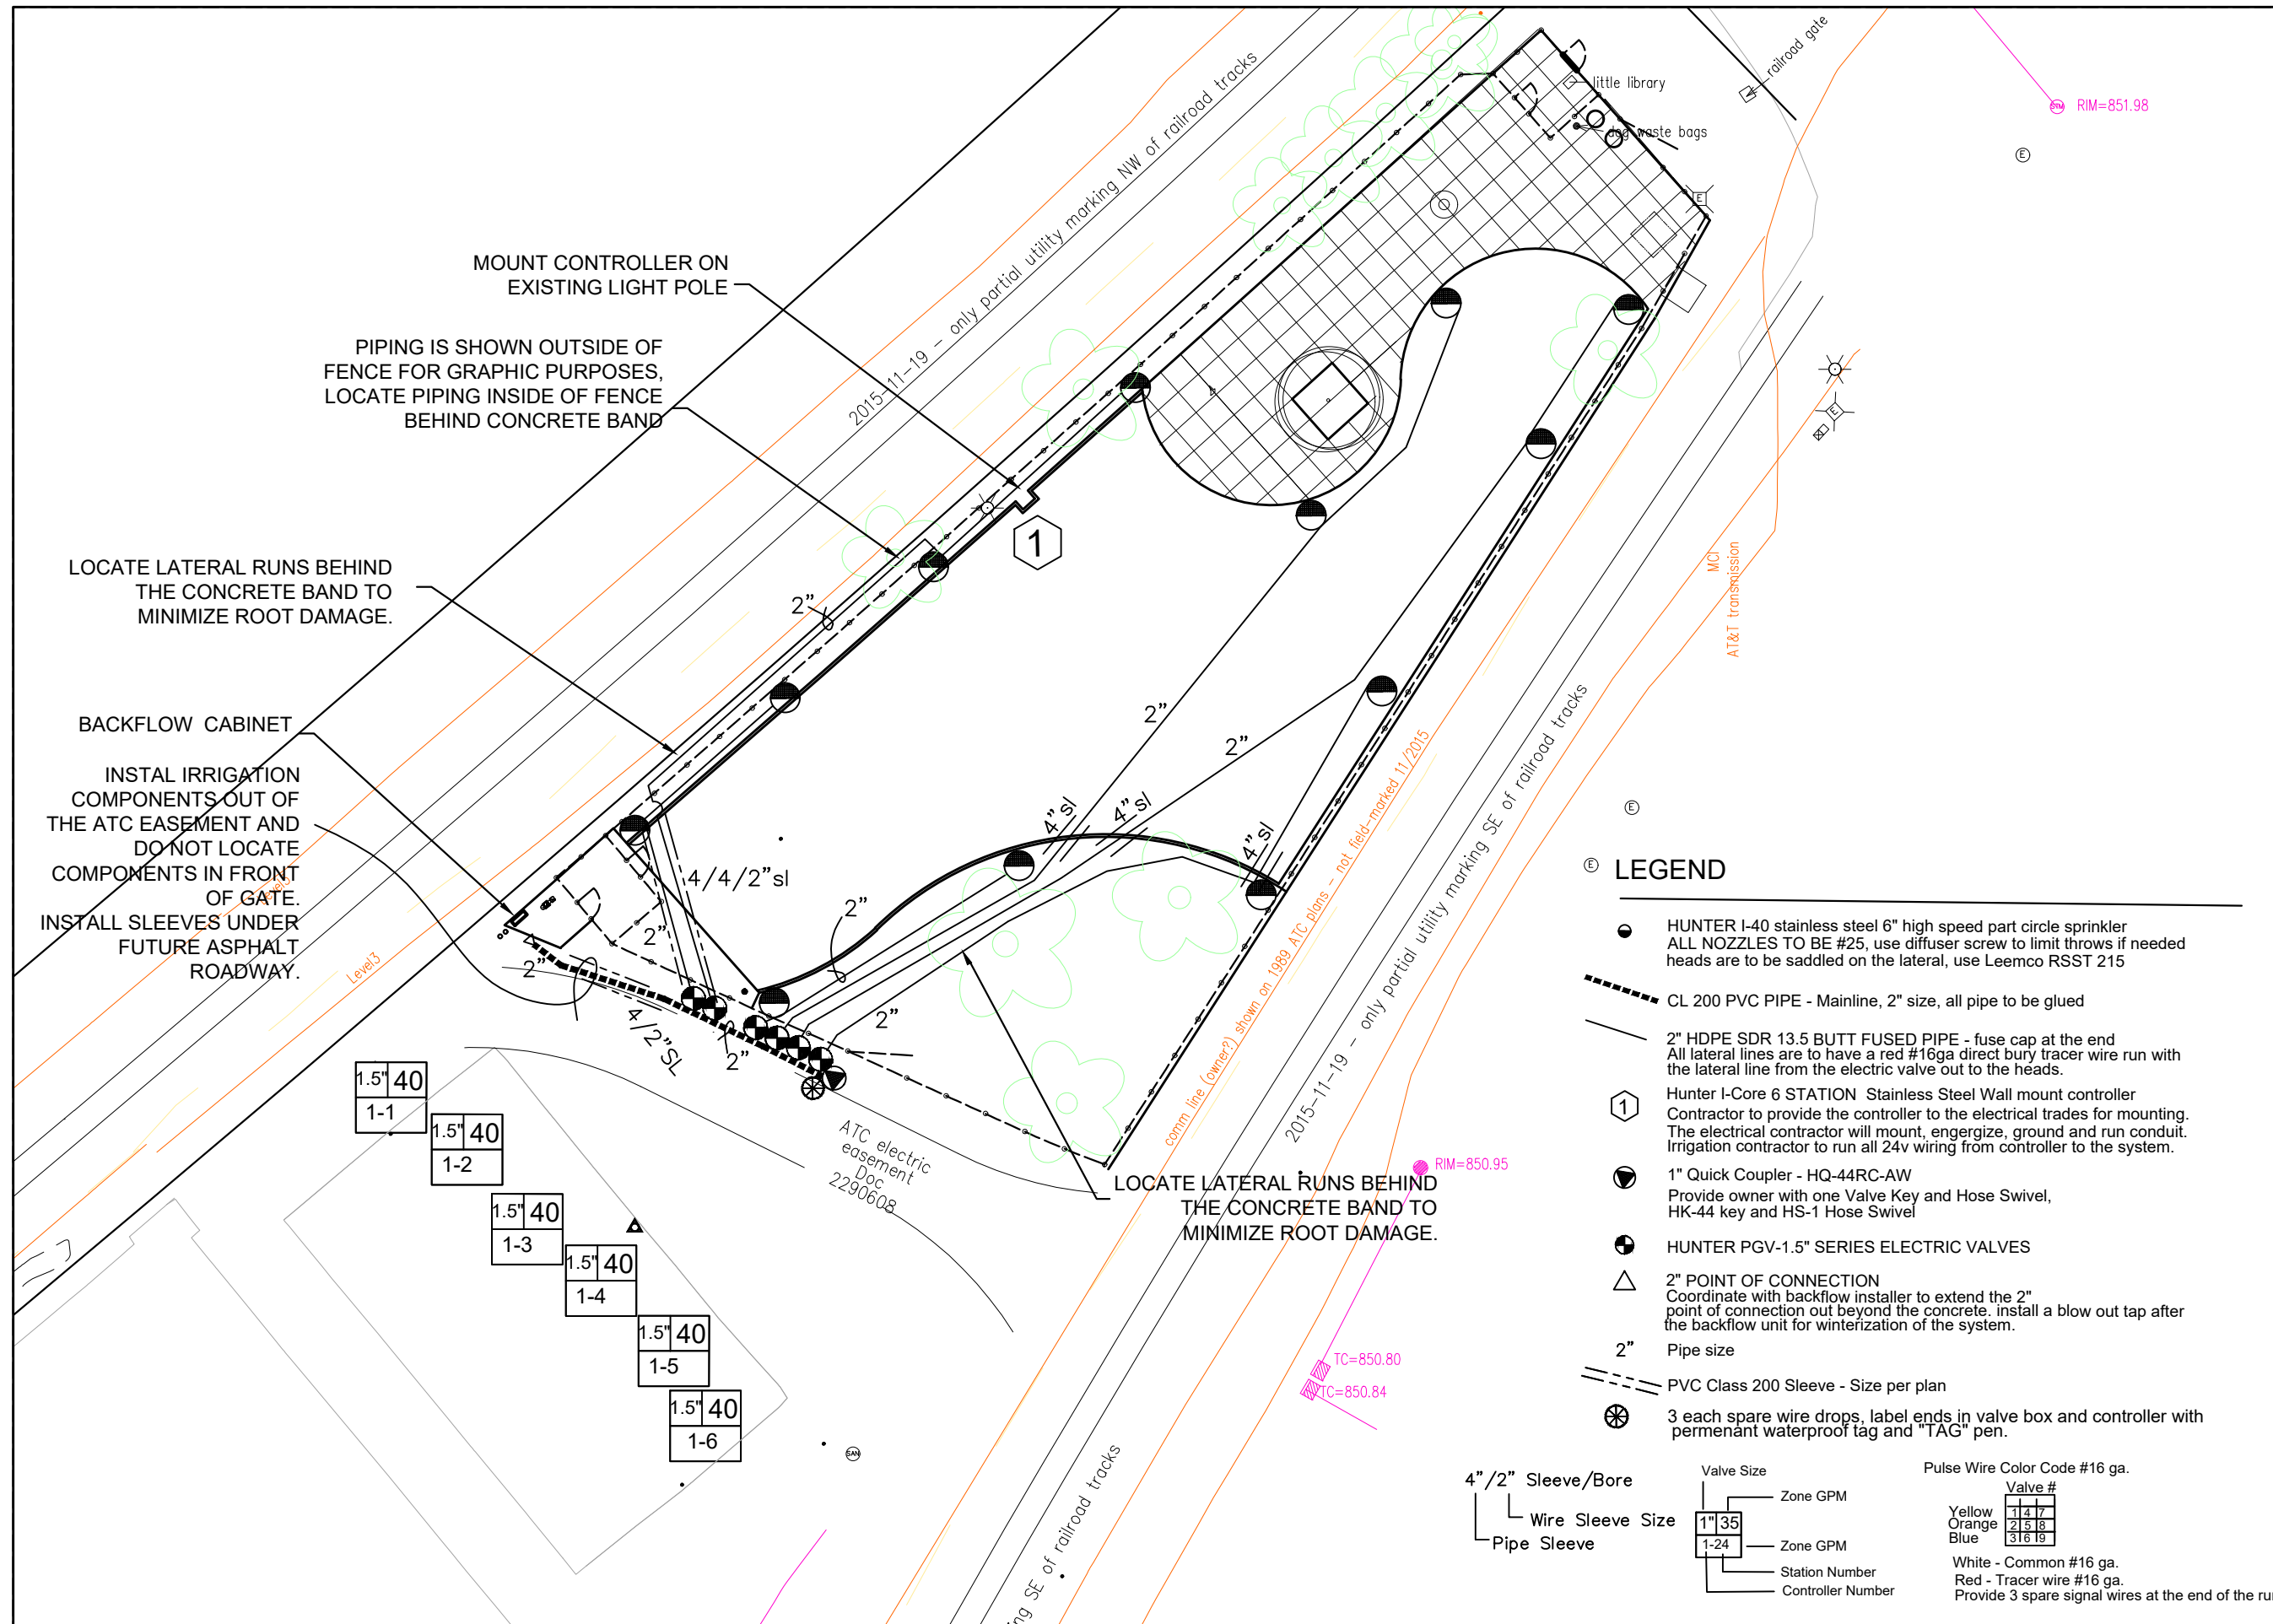 2015-11-19 - only partial utility marking NW of railroad tracks
railroad gate
little library
dog waste bags
RIM=851.98
E
E
E
MOUNT CONTROLLER ON
EXISTING LIGHT POLE
PIPING IS SHOWN OUTSIDE OF
FENCE FOR GRAPHIC PURPOSES,
LOCATE PIPING INSIDE OF FENCE
BEHIND CONCRETE BAND
1
LOCATE LATERAL RUNS BEHIND
THE CONCRETE BAND TO
MINIMIZE ROOT DAMAGE.
2"
MCI
AT&T transmission
BACKFLOW CABINET
INSTAL IRRIGATION
COMPONENTS OUT OF
THE ATC EASEMENT AND
DO NOT LOCATE
COMPONENTS IN FRONT
OF GATE.
INSTALL SLEEVES UNDER
FUTURE ASPHALT
ROADWAY.
Level3
Level3
2"
2"
4" sl
4" sl
4" sl
4/4/2"sl
2"
2"
2"
2"
2"
4/2"SL
comm line (owner?) shown on 1989 ATC plans - not field-marked 11/2015
2015-11-19 - only partial utility marking SE of railroad tracks
ATC electric
easement
Doc
2290608
LOCATE LATERAL RUNS BEHIND
THE CONCRETE BAND TO
MINIMIZE ROOT DAMAGE.
RIM=850.95
TC=850.80
TC=850.84
SAN
ng SE of railroad tracks
1.5" 40
1-1
1.5" 40
1-2
1.5" 40
1-3
1.5" 40
1-4
1.5" 40
1-5
1.5" 40
1-6
E
E
LEGEND
HUNTER I-40 stainless steel 6" high speed part circle sprinkler
ALL NOZZLES TO BE #25, use diffuser screw to limit throws if needed
heads are to be saddled on the lateral, use Leemco RSST 215
CL 200 PVC PIPE - Mainline, 2" size, all pipe to be glued
2" HDPE SDR 13.5 BUTT FUSED PIPE - fuse cap at the end
All lateral lines are to have a red #16ga direct bury tracer wire run with
the lateral line from the electric valve out to the heads.
1
Hunter I-Core 6 STATION Stainless Steel Wall mount controller
Contractor to provide the controller to the electrical trades for mounting.
The electrical contractor will mount, engergize, ground and run conduit.
Irrigation contractor to run all 24v wiring from controller to the system.
1" Quick Coupler - HQ-44RC-AW
Provide owner with one Valve Key and Hose Swivel,
HK-44 key and HS-1 Hose Swivel
HUNTER PGV-1.5" SERIES ELECTRIC VALVES
2" POINT OF CONNECTION
Coordinate with backflow installer to extend the 2"
point of connection out beyond the concrete. install a blow out tap after
the backflow unit for winterization of the system.
2" Pipe size
PVC Class 200 Sleeve - Size per plan
3 each spare wire drops, label ends in valve box and controller with
permenant waterproof tag and "TAG" pen.
4"/2" Sleeve/Bore
Wire Sleeve Size
Pipe Sleeve
Valve Size
Zone GPM
1" 35
1-24
Zone GPM
Station Number
Controller Number
Pulse Wire Color Code #16 ga.
Valve #
Yellow 1 4 7
Orange 2 5 8
Blue 3 6 9
White - Common #16 ga.
Red - Tracer wire #16 ga.
Provide 3 spare signal wires at the end of the ru